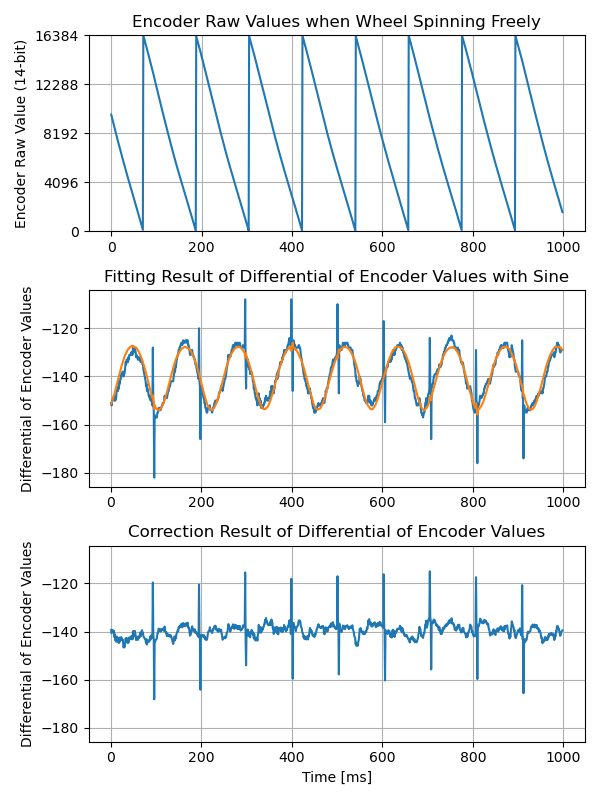 Encoder Raw Values when Wheel Spinning Freely
Encoder Raw Value (14-bit)
16384
12288
8192
4096
0
0 200 400 600 800 1000
Fitting Result of Differential of Encoder Values with Sine
Differential of Encoder Values
−120
−140
−160
−180
0 200 400 600 800 1000
Correction Result of Differential of Encoder Values
Differential of Encoder Values
−120
−140
−160
−180
0 200 400 600 800 1000
Time [ms]